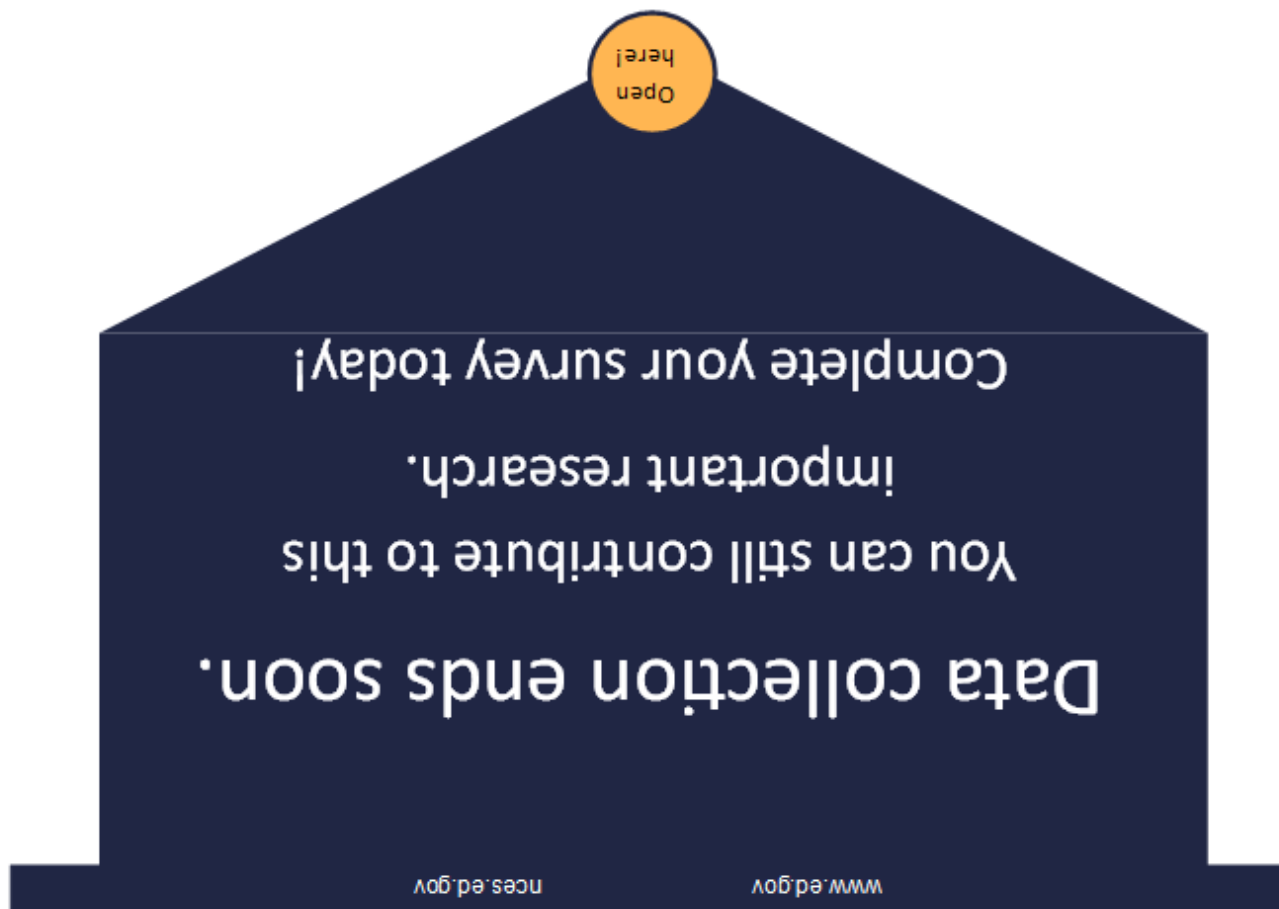 www.ed.gov nces.ed.gov
Data collection ends soon.
You can still contribute to this
important research.
Complete your survey today!
Open
here!